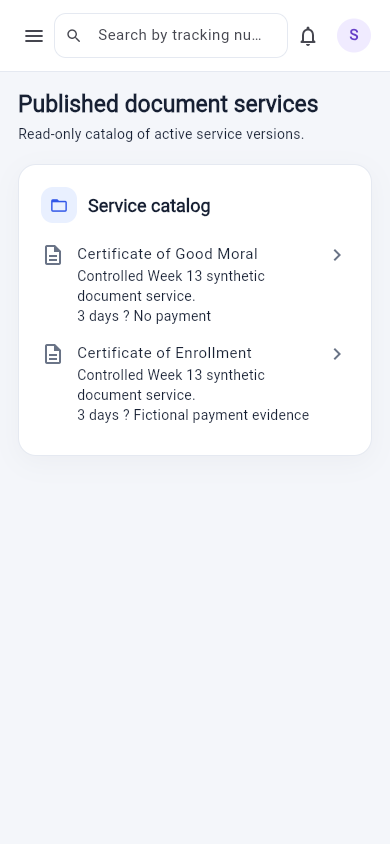 Search by tracking nu…
S
Published document services
Read-only catalog of active service versions.
Service catalog
Certificate of Good Moral
Controlled Week 13 synthetic
document service.
3 days ? No payment
Certificate of Enrollment
Controlled Week 13 synthetic
document service.
3 days ? Fictional payment evidence